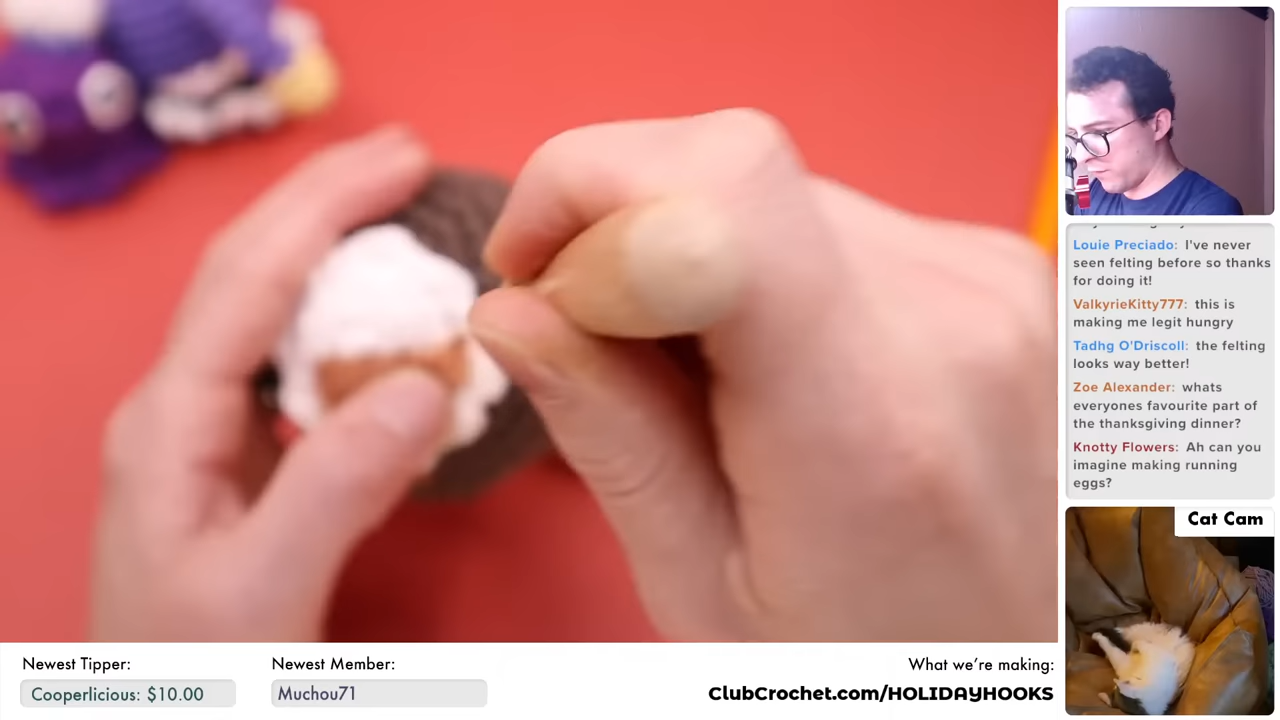 Louie Preciado: I've never
seen felting before so thanks
for doing it!
ValkyrieKitty777: this is
making me legit hungry
Tadhg O'Driscoll: the felting
looks way better!
Zoe Alexander: whats
everyones favourite part of
the thanksgiving dinner?
Knotty Flowers: Ah can you
imagine making running
eggs?
Cat Cam
Newest Tipper:
Cooperlicious: $10.00
Newest Member:
Muchou71
What we're making:
ClubCrochet.com/HOLIDAYHOOKS